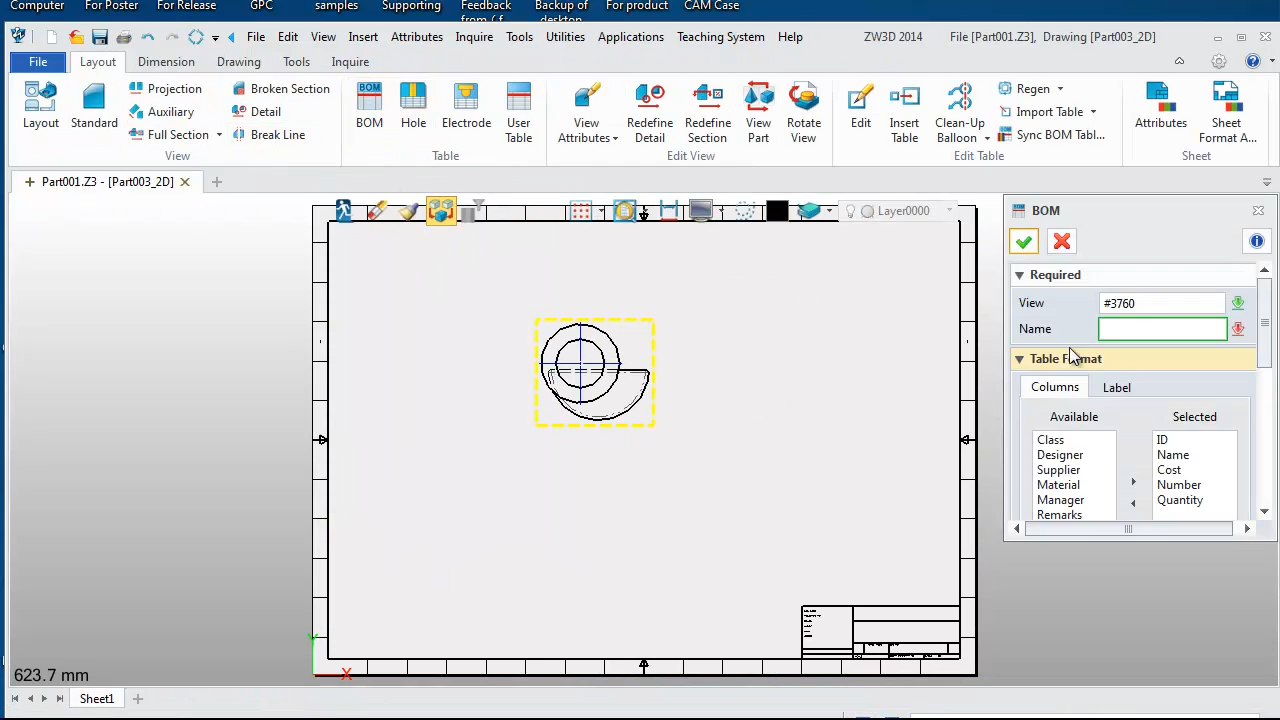 Computer For Poster For Release GPC samples Supporting Feedback Backup of For product CAM Case
from ( f desktop
File Edit View Insert Attributes Inquire Tools Utilities Applications Teaching System Help ZW3D 2014 File [Part001.Z3], Drawing [Part003_2D]
File Layout Dimension Drawing Tools Inquire
Layout Standard Projection Auxiliary Full Section Broken Section Detail Break Line
BOM Hole Electrode User Table
View Attributes Redefine Detail Redefine Section View Part Rotate View
Edit Insert Table Clean-Up Balloon Regen Import Table Sync BOM Tabl...
Attributes Sheet Format A...
View Table Edit View Edit Table Sheet
Part001.Z3 - [Part003_2D]
Layer0000
BOM
Required
View #3760
Name
Table Format
Columns Label
Available Selected
Class ID
Designer Name
Supplier Cost
Material Number
Manager Quantity
Remarks
X
623.7 mm
Sheet1